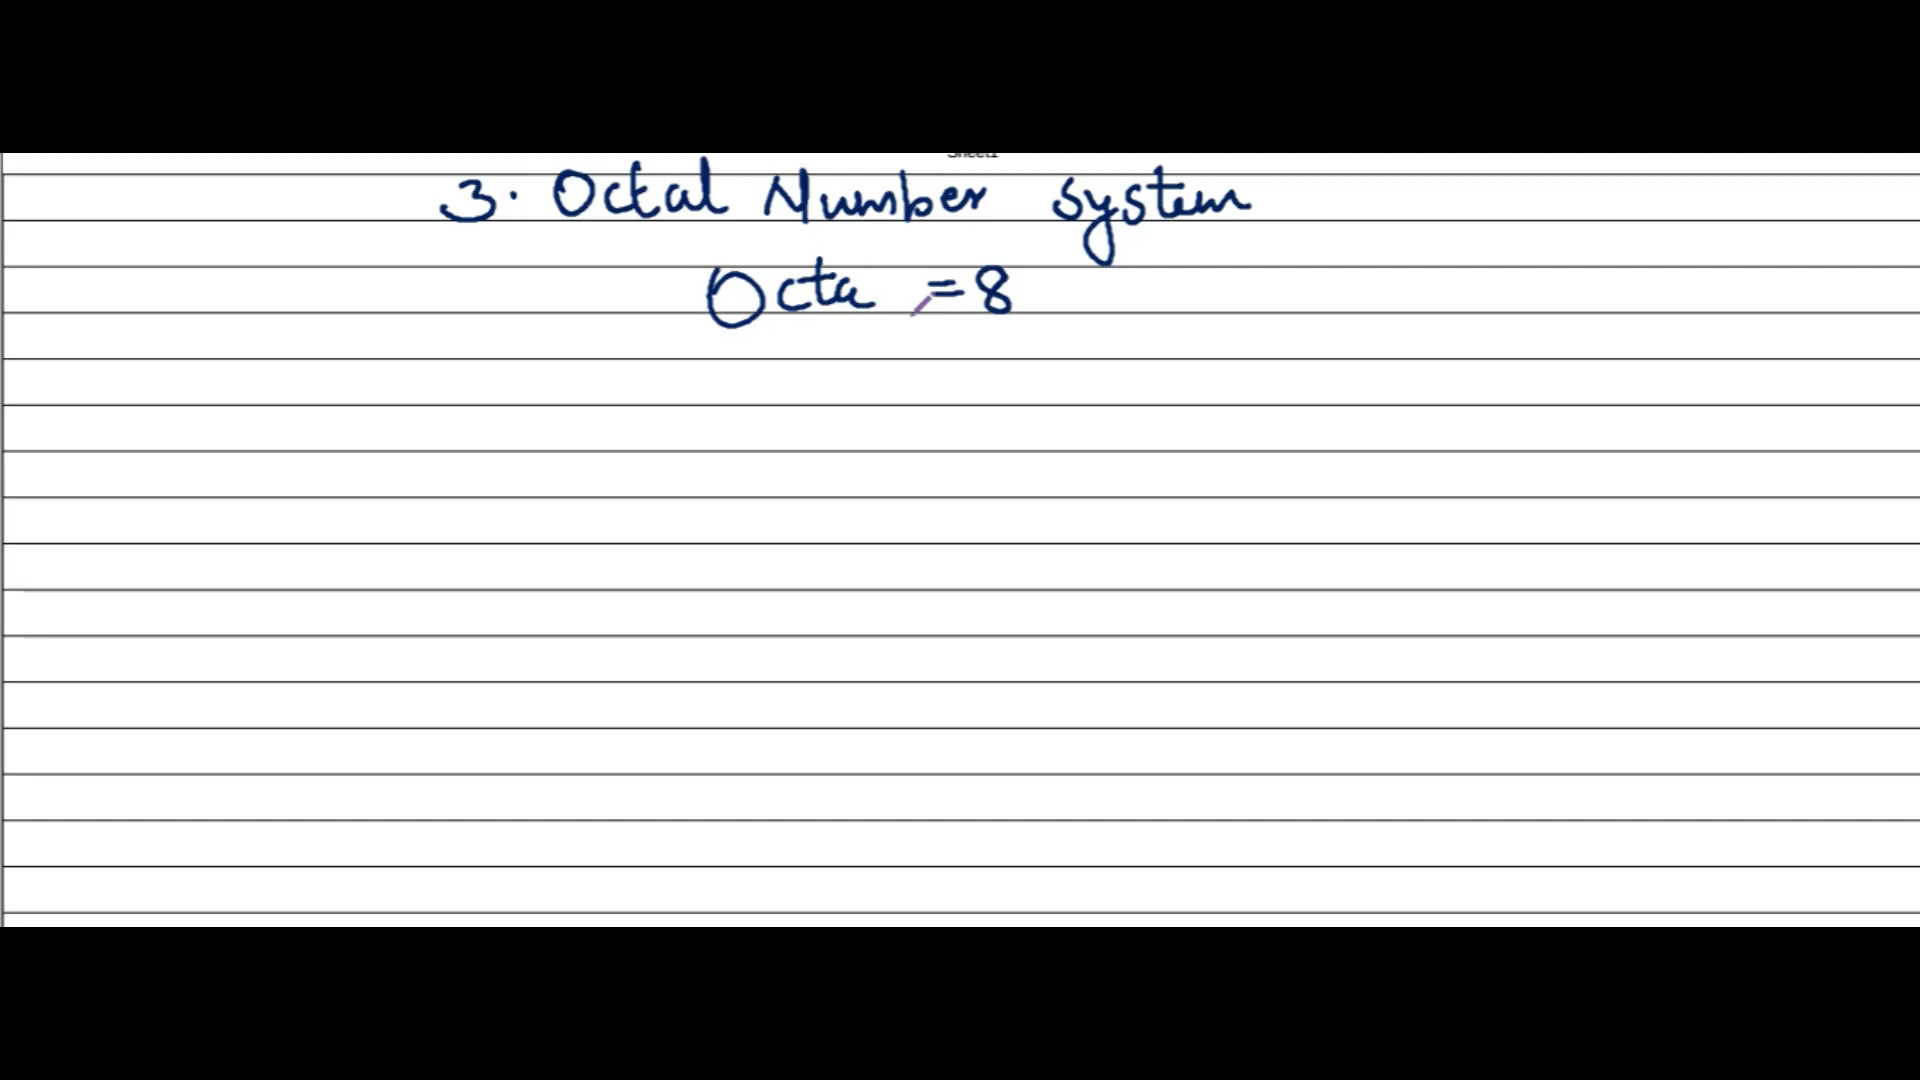 3. Octal Number system
Octa = 8